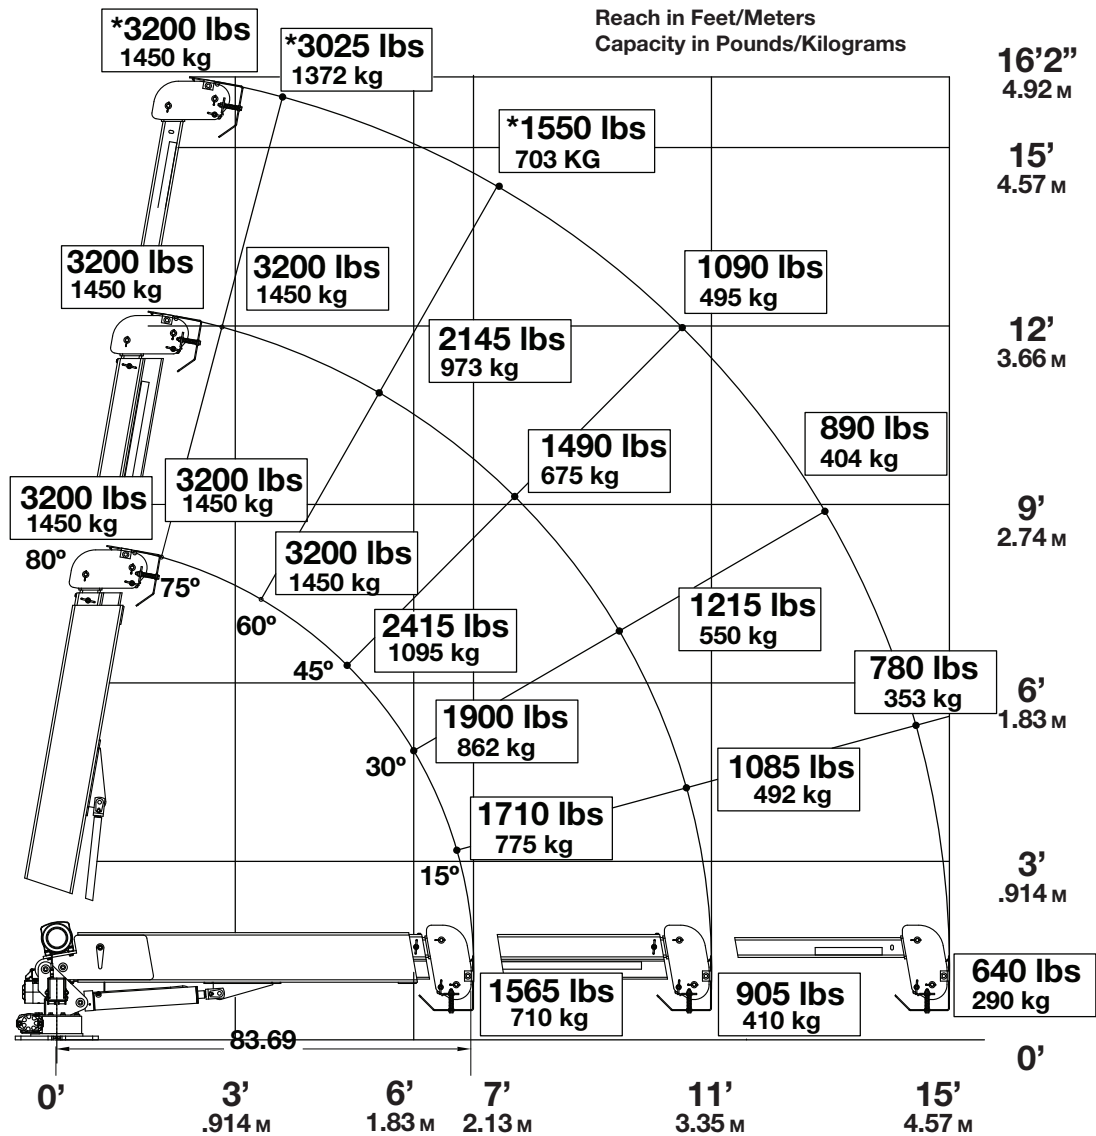 Reach in Feet/Meters
Capacity in Pounds/Kilograms
*3200 lbs
1450 kg
*3025 lbs
1372 kg
16’2”
4.92 M
*1550 lbs
703 KG
15’
4.57 M
3200 lbs
1450 kg
3200 lbs
1450 kg
1090 lbs
495 kg
2145 lbs
973 kg
12’
3.66 M
1490 lbs
675 kg
890 lbs
404 kg
3200 lbs
1450 kg
3200 lbs
1450 kg
9’
2.74 M
80º
75º
3200 lbs
1450 kg
60º
2415 lbs
1095 kg
1215 lbs
550 kg
45º
780 lbs
353 kg
6’
1.83 M
1900 lbs
862 kg
30º
1085 lbs
492 kg
1710 lbs
775 kg
15º
3’
.914 M
1565 lbs
710 kg
905 lbs
410 kg
640 lbs
290 kg
83.69
0’
0’
3’
.914 M
6’
1.83 M
7’
2.13 M
11’
3.35 M
15’
4.57 M